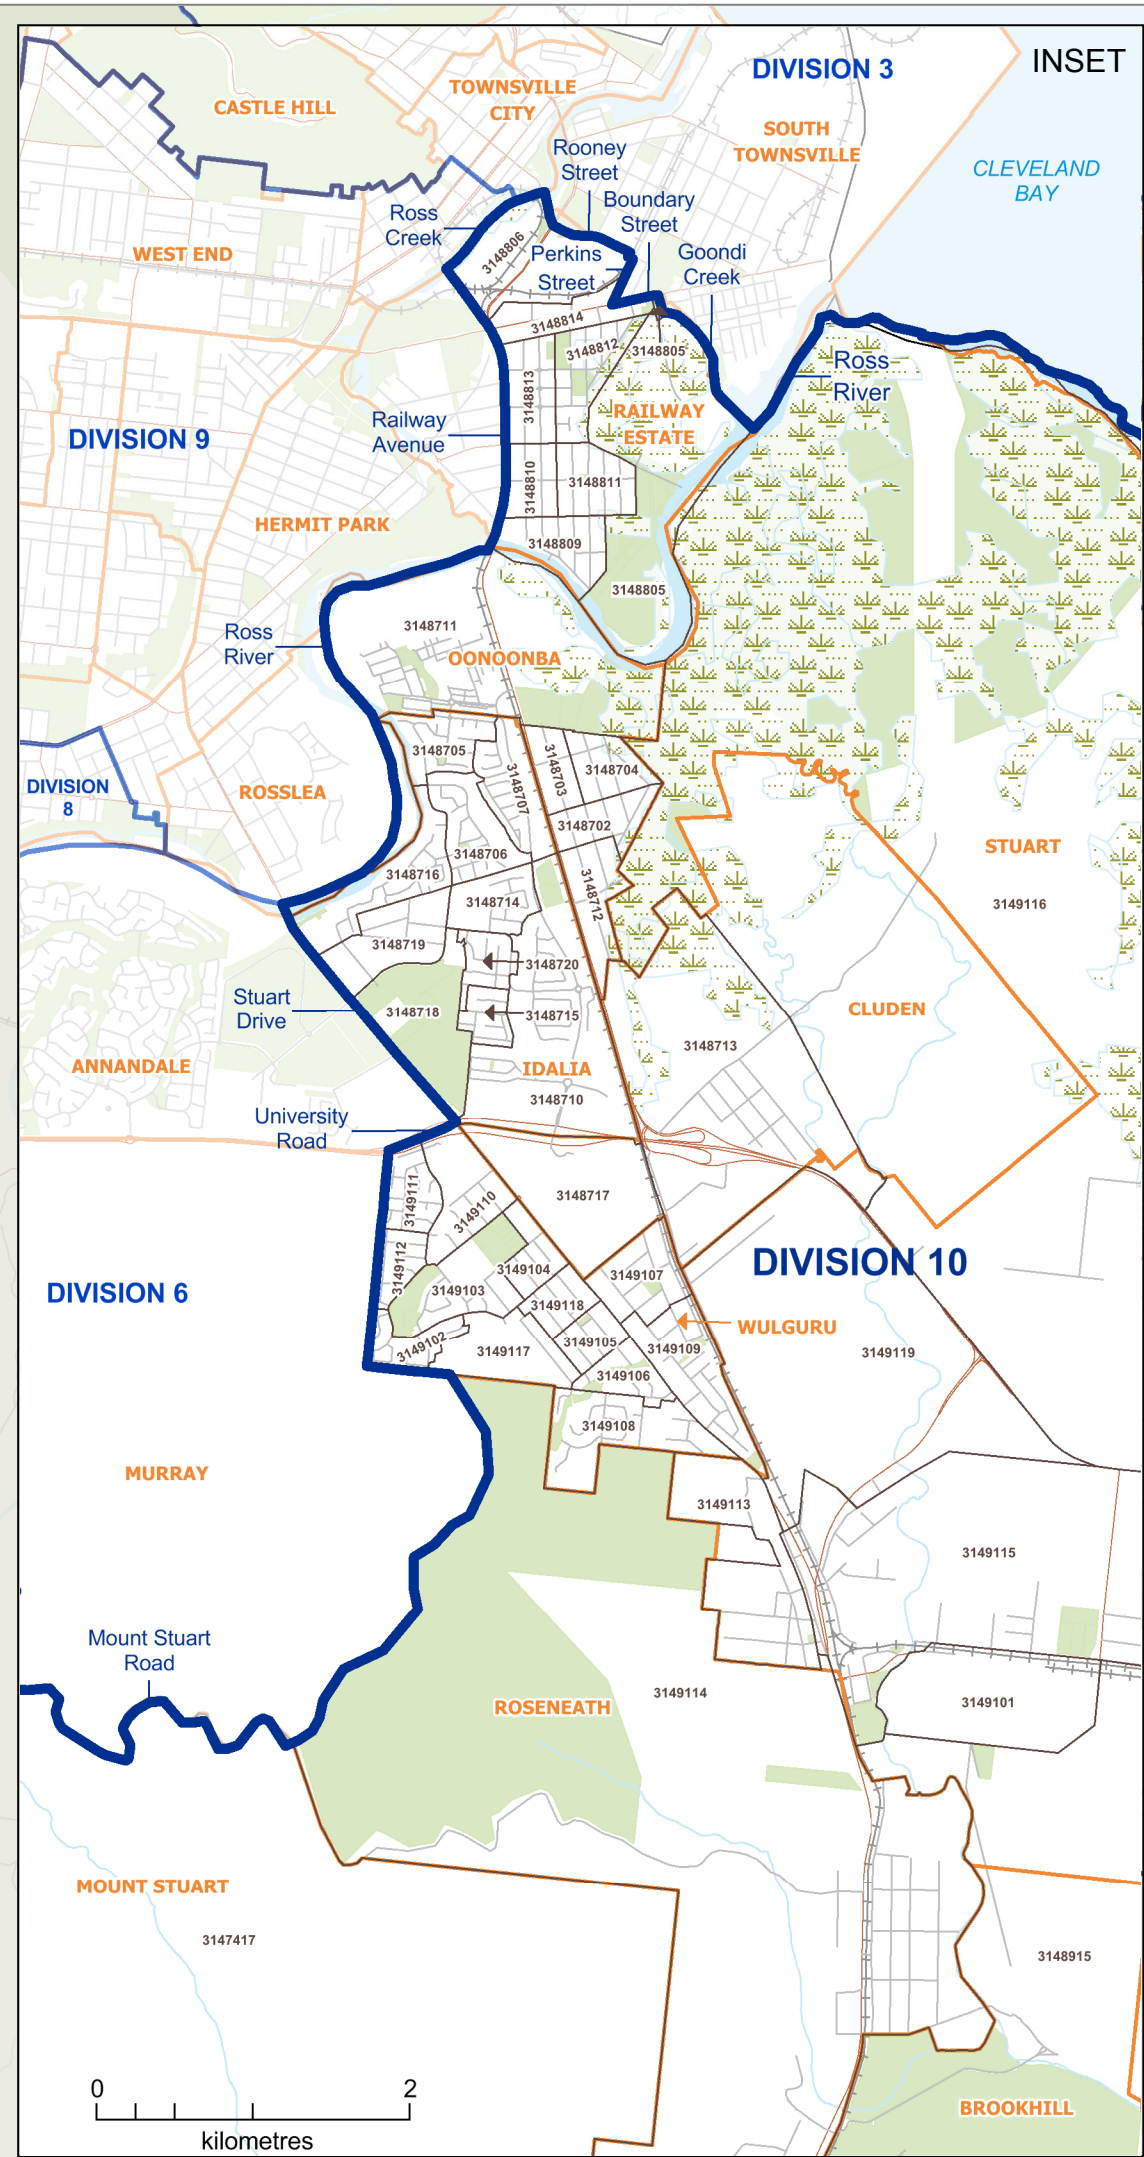 INSET
DIVISION 3
CASTLE HILL
TOWNSVILLE
CITY
SOUTH
TOWNSVILLE
CLEVELAND
BAY
Rooney
Street
Boundary
Street
Ross
Creek
Perkins
Street
Goondi
Creek
WEST END
3148806
3148814
3148812
3148805
3148813
Ross
River
RAILWAY
ESTATE
Railway
Avenue
DIVISION 9
3148810
3148811
HERMIT PARK
3148809
3148805
3148711
Ross
River
OONOONBA
3148705
3148703
3148704
3148707
DIVISION
8
ROSSLEA
3148702
3148706
3148716
STUART
3148714
3148712
3149116
3148719
3148720
Stuart
Drive
3148718
3148715
CLUDEN
3148713
ANNANDALE
IDALIA
3148710
University
Road
3149111
3149110
3148717
3149112
3149104
3149107
DIVISION 10
DIVISION 6
3149103
3149118
WULGURU
3149102
3149117
3149105
3149109
3149119
3149106
3149108
MURRAY
3149113
3149115
Mount Stuart
Road
3149114
3149101
ROSENEATH
MOUNT STUART
3147417
3148915
0 2
kilometres
BROOKHILL